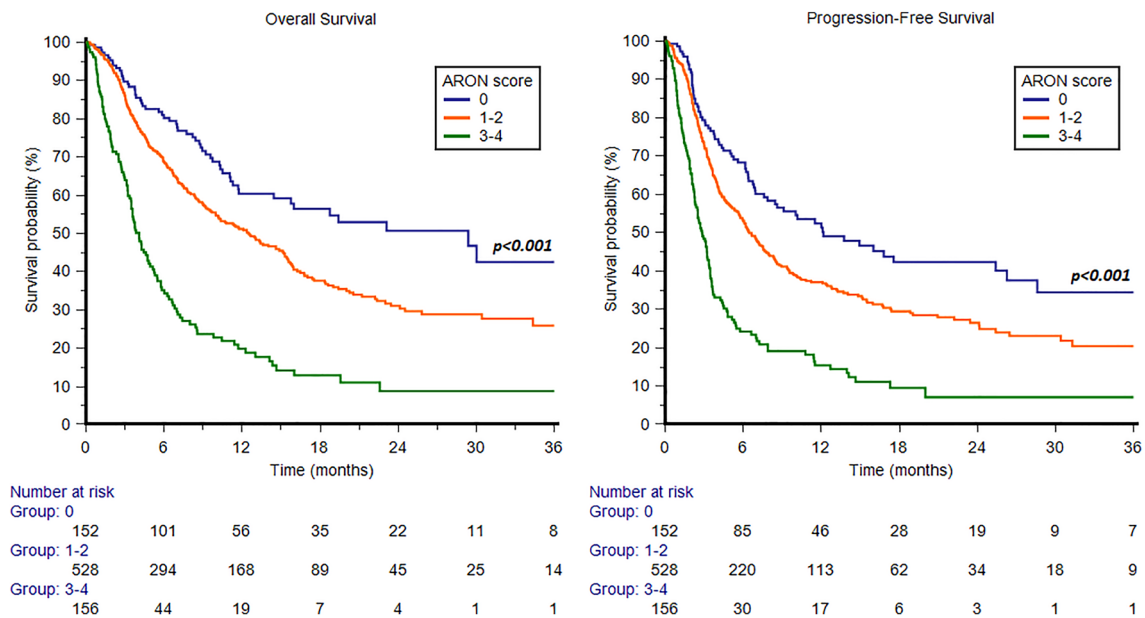 Overall Survival
100
90
80
70
60
50
40
30
20
10
0
Survival probability (%)
ARON score
0
1-2
3-4
p<0.001
0 6 12 18 24 30 36
Time (months)
Number at risk
Group: 0
152 101 56 35 22 11 8
Group: 1-2
528 294 168 89 45 25 14
Group: 3-4
156 44 19 7 4 1 1
Progression-Free Survival
100
90
80
70
60
50
40
30
20
10
0
Survival probability (%)
ARON score
0
1-2
3-4
p<0.001
0 6 12 18 24 30 36
Time (months)
Number at risk
Group: 0
152 85 46 28 19 9 7
Group: 1-2
528 220 113 62 34 18 9
Group: 3-4
156 30 17 6 3 1 1